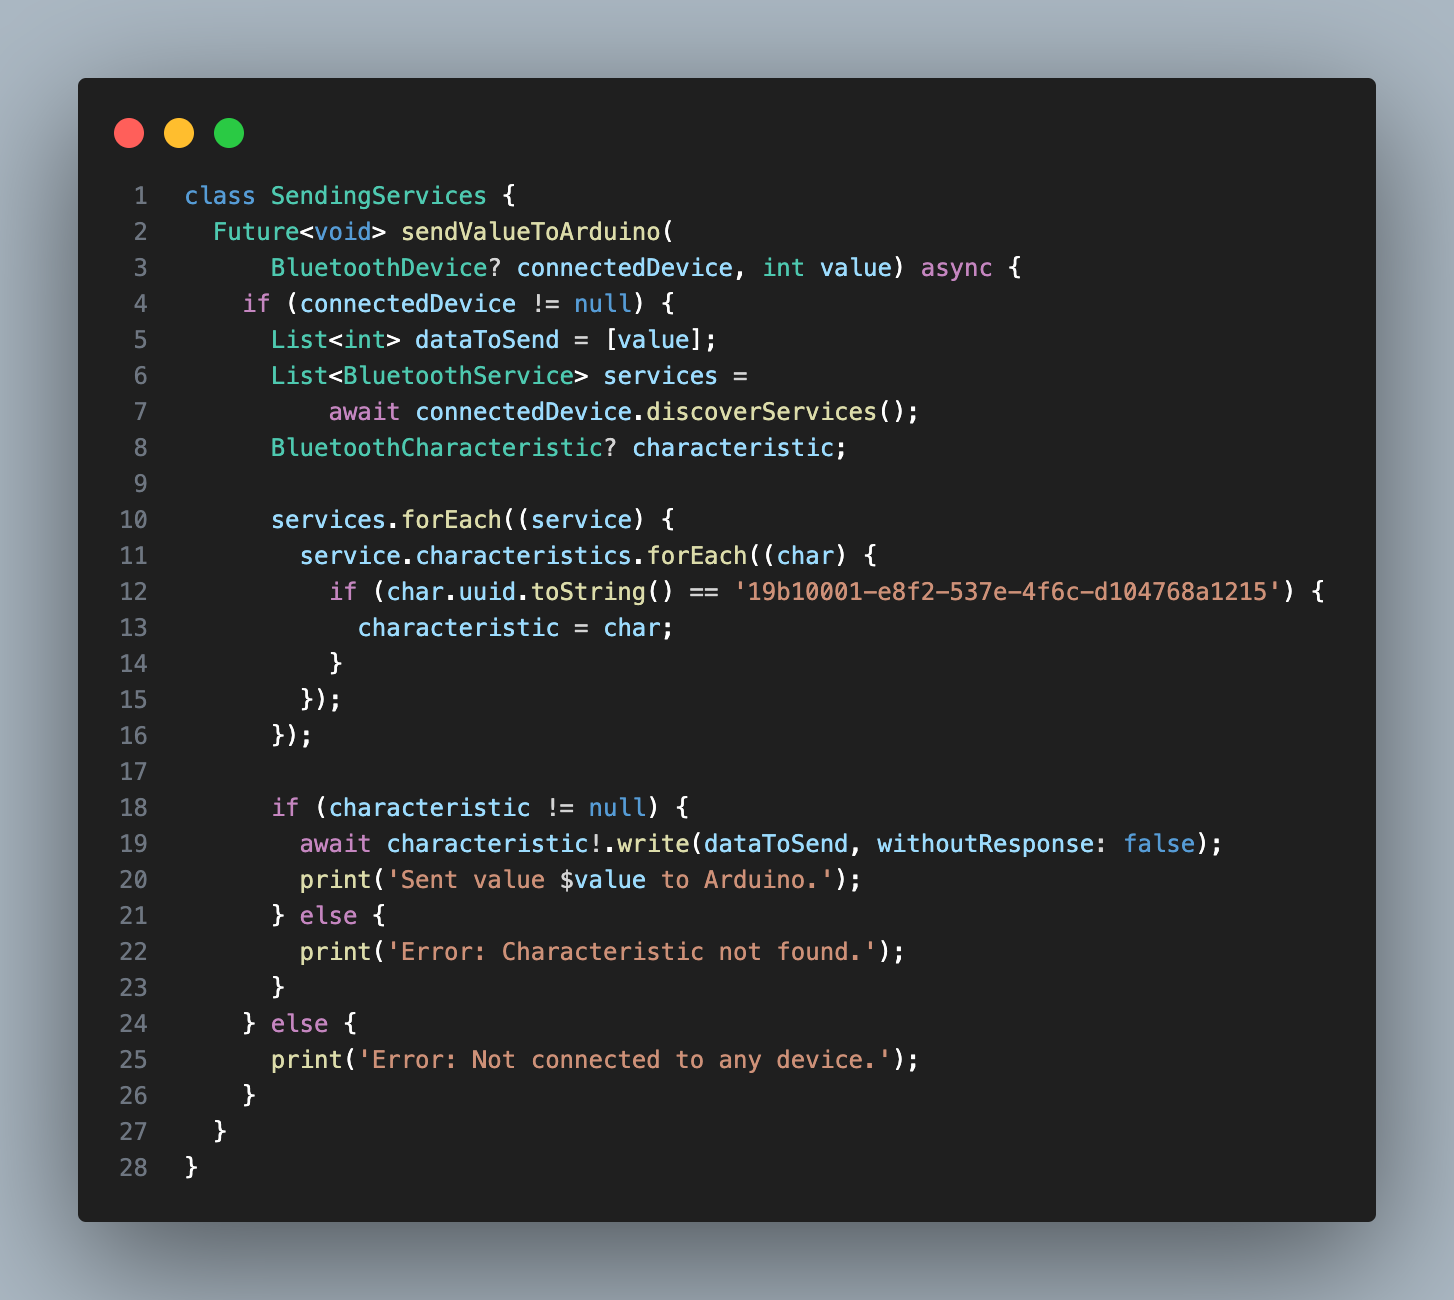 1 class SendingServices {
2 Future<void> sendValueToArduino(
3 BluetoothDevice? connectedDevice, int value) async {
4 if (connectedDevice != null) {
5 List<int> dataToSend = [value];
6 List<BluetoothService> services =
7 await connectedDevice.discoverServices();
8 BluetoothCharacteristic? characteristic;
9
10 services.forEach((service) {
11 service.characteristics.forEach((char) {
12 if (char.uuid.toString() == '19b10001-e8f2-537e-4f6c-d104768a1215') {
13 characteristic = char;
14 }
15 });
16 });
17
18 if (characteristic != null) {
19 await characteristic!.write(dataToSend, withoutResponse: false);
20 print('Sent value $value to Arduino.');
21 } else {
22 print('Error: Characteristic not found.');
23 }
24 } else {
25 print('Error: Not connected to any device.');
26 }
27 }
28 }